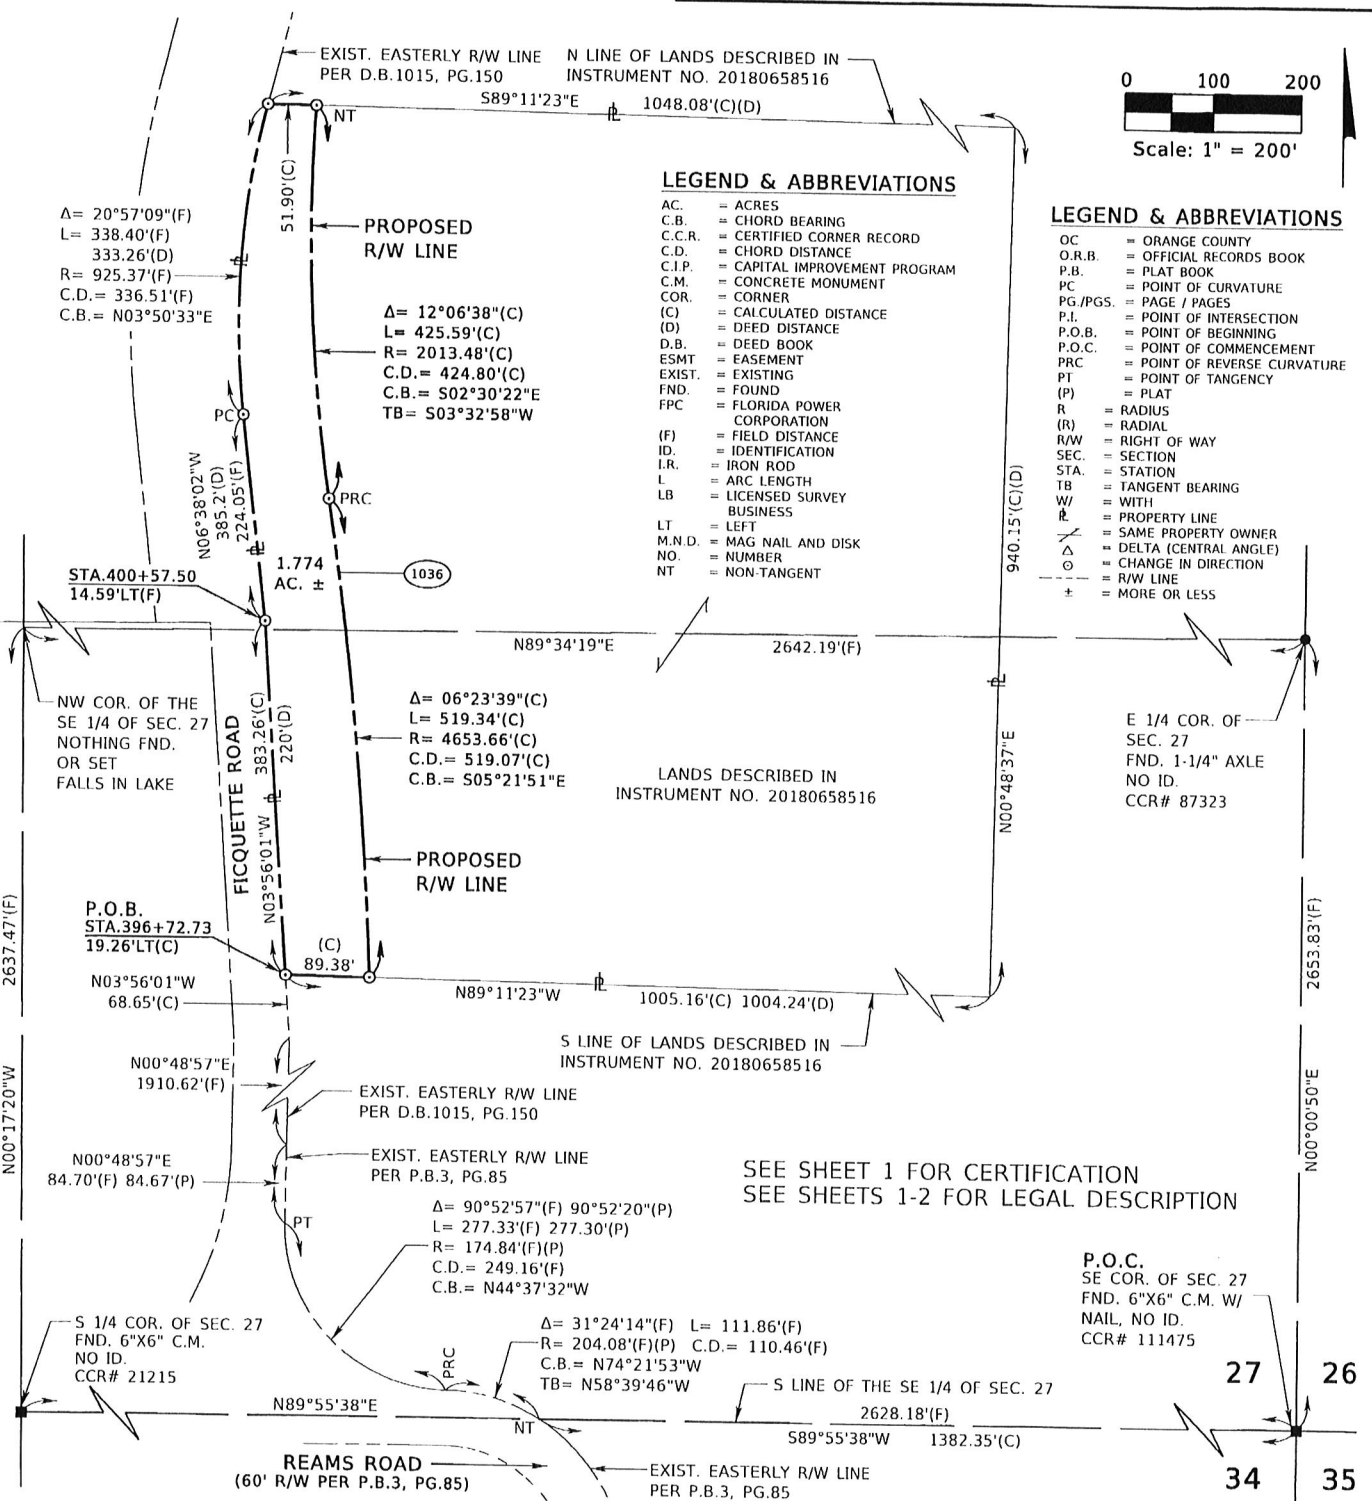 EXIST. EASTERLY R/W LINE
PER D.B.1015, PG.150
N LINE OF LANDS DESCRIBED IN
INSTRUMENT NO. 20180658516
S89°11'23"E
1048.08'(C)(D)
0 100 200
Scale: 1" = 200'
NT
51.90'(C)
PROPOSED
R/W LINE
Δ= 20°57'09"(F)
L= 338.40'(F)
333.26'(D)
R= 925.37'(F)
C.D.= 336.51'(F)
C.B.= N03°50'33"E
Δ= 12°06'38"(C)
L= 425.59'(C)
R= 2013.48'(C)
C.D.= 424.80'(C)
C.B.= S02°30'22"E
TB= S03°32'58"W
LEGEND & ABBREVIATIONS
AC. = ACRES
C.B. = CHORD BEARING
C.C.R. = CERTIFIED CORNER RECORD
C.D. = CHORD DISTANCE
C.I.P. = CAPITAL IMPROVEMENT PROGRAM
C.M. = CONCRETE MONUMENT
COR. = CORNER
(C) = CALCULATED DISTANCE
(D) = DEED DISTANCE
D.B. = DEED BOOK
ESMT = EASEMENT
EXIST. = EXISTING
FND. = FOUND
FPC = FLORIDA POWER
CORPORATION
(F) = FIELD DISTANCE
ID. = IDENTIFICATION
I.R. = IRON ROD
L = ARC LENGTH
LB = LICENSED SURVEY
BUSINESS
LT = LEFT
M.N.D. = MAG NAIL AND DISK
NO. = NUMBER
NT = NON-TANGENT
LEGEND & ABBREVIATIONS
OC = ORANGE COUNTY
O.R.B. = OFFICIAL RECORDS BOOK
P.B. = PLAT BOOK
PC = POINT OF CURVATURE
PG./PGS. = PAGE / PAGES
P.I. = POINT OF INTERSECTION
P.O.B. = POINT OF BEGINNING
P.O.C. = POINT OF COMMENCEMENT
PRC = POINT OF REVERSE CURVATURE
PT = POINT OF TANGENCY
(P) = PLAT
R = RADIUS
(R) = RADIAL
R/W = RIGHT OF WAY
SEC. = SECTION
STA. = STATION
TB = TANGENT BEARING
W/ = WITH
℄ = PROPERTY LINE
= SAME PROPERTY OWNER
Δ = DELTA (CENTRAL ANGLE)
⊙ = CHANGE IN DIRECTION
= R/W LINE
± = MORE OR LESS
PC
PRC
N06°38'02"W
385.2'(D)
224.05'(F)
1.774
AC. ±
1036
940.15'(C)(D)
STA.400+57.50
14.59'LT(F)
N89°34'19"E
2642.19'(F)
NW COR. OF THE
SE 1/4 OF SEC. 27
NOTHING FND.
OR SET
FALLS IN LAKE
FICQUETTE ROAD
N03°56'01"W
383.26'(C)
220'(D)
Δ= 06°23'39"(C)
L= 519.34'(C)
R= 4653.66'(C)
C.D.= 519.07'(C)
C.B.= S05°21'51"E
LANDS DESCRIBED IN
INSTRUMENT NO. 20180658516
N00°48'37"E
E 1/4 COR. OF
SEC. 27
FND. 1-1/4" AXLE
NO ID.
CCR# 87323
PROPOSED
R/W LINE
2637.47'(F)
N00°17'20"W
2653.83'(F)
N00°00'50"E
P.O.B.
STA.396+72.73
19.26'LT(C)
(C)
89.38'
N03°56'01"W
68.65'(C)
N89°11'23"W
1005.16'(C) 1004.24'(D)
S LINE OF LANDS DESCRIBED IN
INSTRUMENT NO. 20180658516
N00°48'57"E
1910.62'(F)
EXIST. EASTERLY R/W LINE
PER D.B.1015, PG.150
EXIST. EASTERLY R/W LINE
PER P.B.3, PG.85
N00°48'57"E
84.70'(F) 84.67'(P)
PT
SEE SHEET 1 FOR CERTIFICATION
SEE SHEETS 1-2 FOR LEGAL DESCRIPTION
Δ= 90°52'57"(F) 90°52'20"(P)
L= 277.33'(F) 277.30'(P)
R= 174.84'(F)(P)
C.D.= 249.16'(F)
C.B.= N44°37'32"W
P.O.C.
SE COR. OF SEC. 27
FND. 6"X6" C.M. W/
NAIL, NO ID.
CCR# 111475
S 1/4 COR. OF SEC. 27
FND. 6"X6" C.M.
NO ID.
CCR# 21215
Δ= 31°24'14"(F) L= 111.86'(F)
R= 204.08'(F)(P) C.D.= 110.46'(F)
C.B.= N74°21'53"W
TB= N58°39'46"W
PRC
27 26
S LINE OF THE SE 1/4 OF SEC. 27
N89°55'38"E
2628.18'(F)
NT
S89°55'38"W 1382.35'(C)
REAMS ROAD
(60' R/W PER P.B.3, PG.85)
EXIST. EASTERLY R/W LINE
PER P.B.3, PG.85
34 35